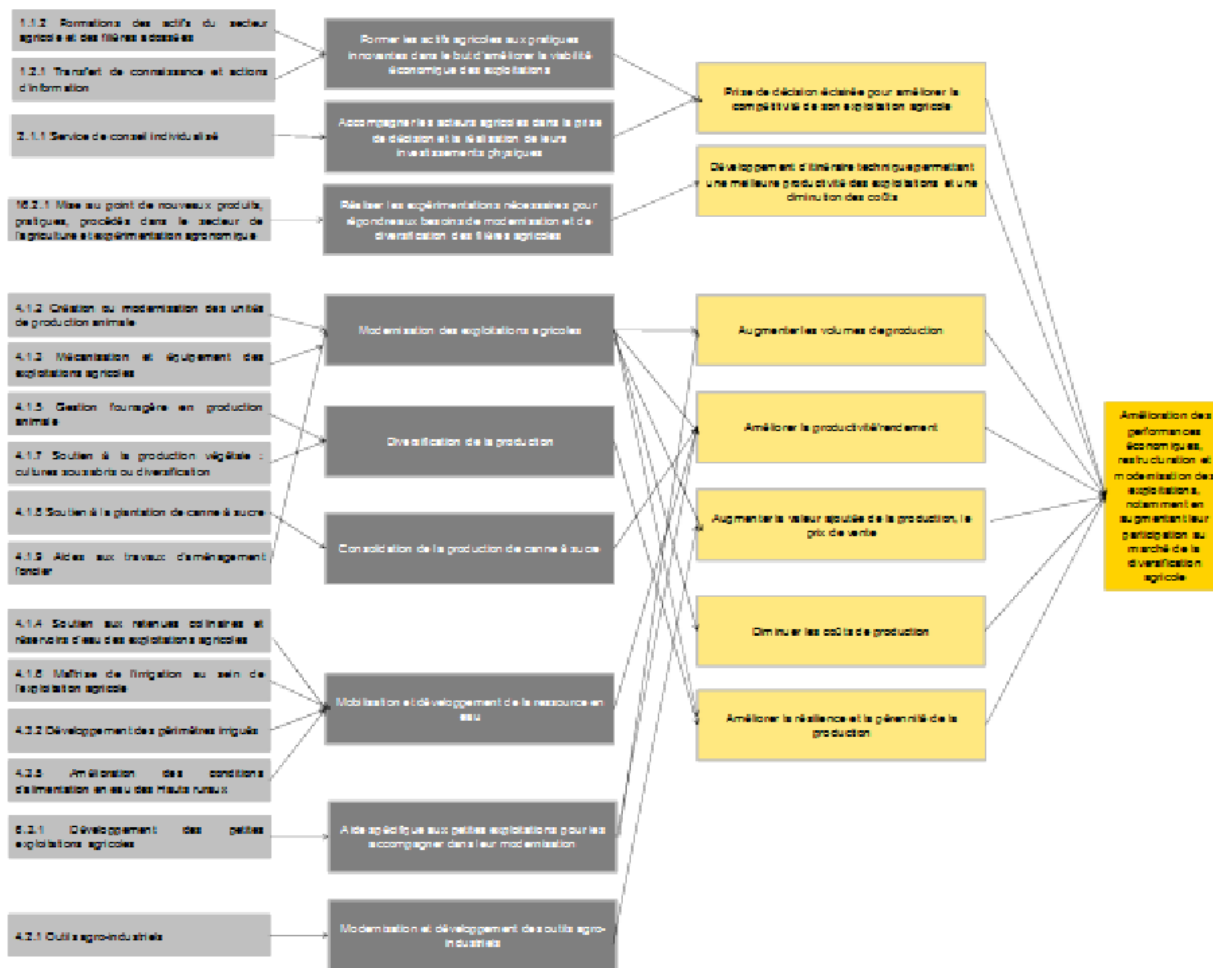 1.1.2 Formations des actifs du secteur
agricole et des filières adossées
1.2.1 Transfert de connaissance et actions
d'information
2.1.1 Service de conseil individualisé
16.2.1 Mise au point de nouveaux produits,
pratiques, procédés dans le secteur de
l'agriculture et expérimentation agronomique
4.1.2 Création ou modernisation des unités
de production animale
4.1.3 Mécanisation et équipement des
exploitations agricoles
4.1.5 Gestion fourragère en production
animale
4.1.7 Soutien à la production végétale :
cultures sous abris ou diversification
4.1.8 Soutien à la plantation de canne à sucre
4.1.9 Aides aux travaux d'aménagement
foncier
4.1.4 Soutien aux retenues colinaires et
réservoirs d'eau des exploitations agricoles
4.1.6 Maîtrise de l'irrigation au sein de
l'exploitation agricole
4.3.2 Développement des périmètres irrigués
4.3.5 Amélioration des conditions
d'alimentation en eau des Hauts ruraux
6.3.1 Développement des petites
exploitations agricoles
4.2.1 Outils agro-industriels
Former les actifs agricoles aux pratiques
innovantes dans le but d'améliorer la viabilité
économique des exploitations
Accompagner les acteurs agricoles dans la prise
de décision et la réalisation de leurs
investissements physiques
Réaliser les expérimentations nécessaires pour
répondre aux besoins de modernisation et de
diversification des filières agricoles
Modernisation des exploitations agricoles
Diversification de la production
Consolidation de la production de canne à sucre
Mobilisation et développement de la ressource en
eau
Aide spécifique aux petites exploitations pour les
accompagner dans leur modernisation
Modernisation et développement des outils agro-
industriels
Prise de décision éclairée pour améliorer la
compétitivité de son exploitation agricole
Développement d'itinéraire technique permettant
une meilleure productivité des exploitations et une
diminution des coûts
Augmenter les volumes de production
Améliorer la productivité/rendement
Augmenter la valeur ajoutée de la production, le
prix de vente
Diminuer les coûts de production
Améliorer la résilience et la pérennité de la
production
Amélioration des
performances
économiques,
restructuration et
modernisation des
exploitations,
notamment en
augmentant leur
participation au
marché de la
diversification
agricole